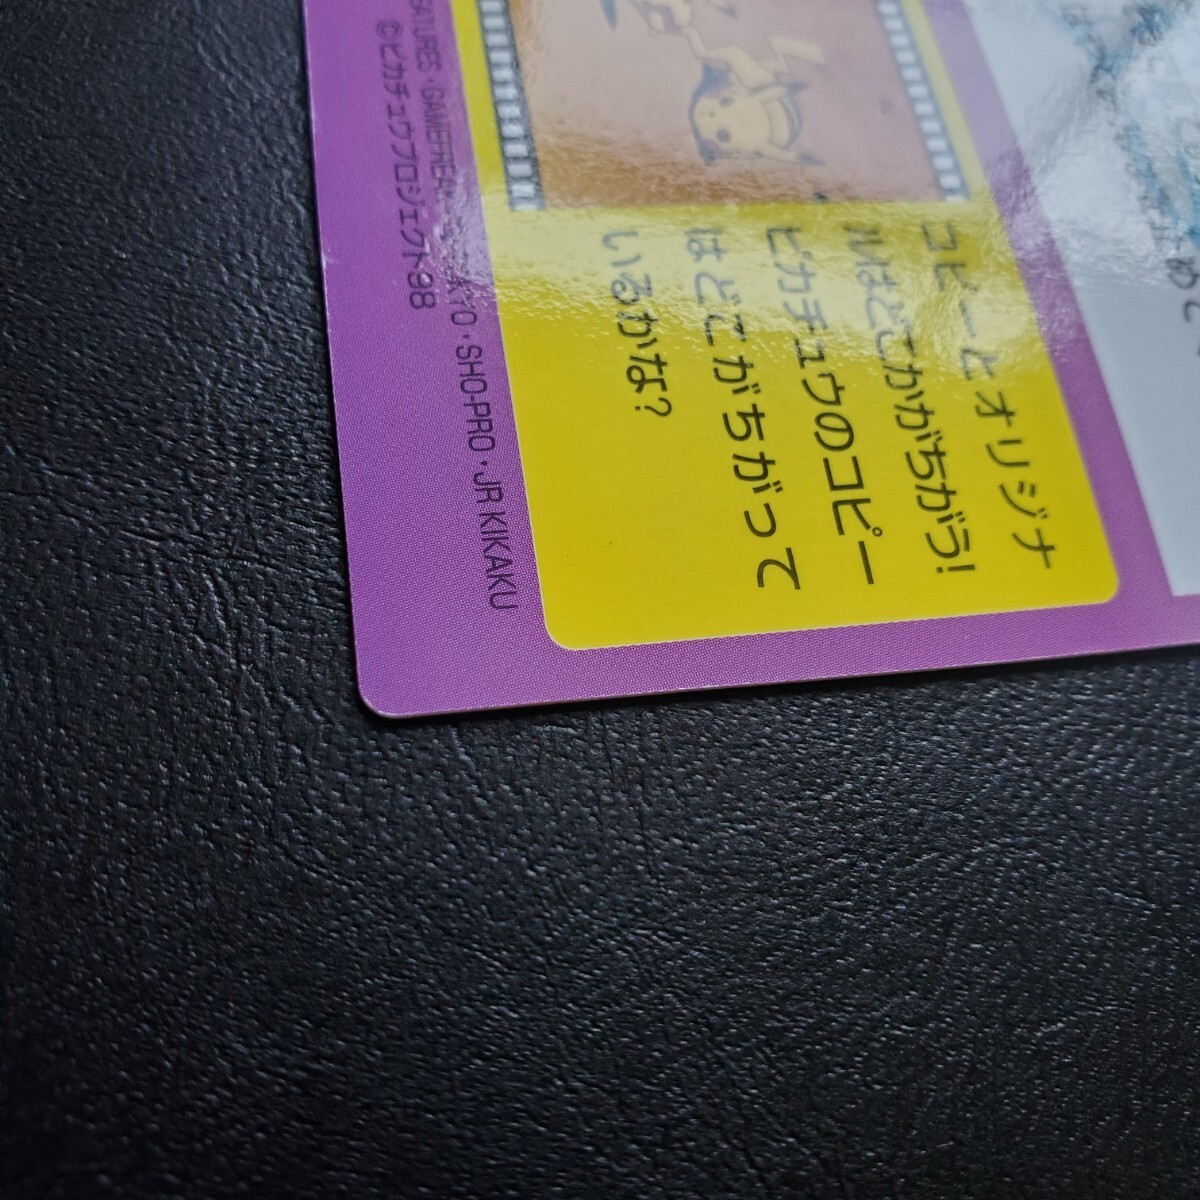 コピーとオリジナ
ルはどこかがちがう!
ピカチュウのコピー
はどこがちがって
いるかな?
ATURES・GAMEFREAK・ ・SHO-PRO・JR KIKAKU
©ピカチュウプロジェクト98